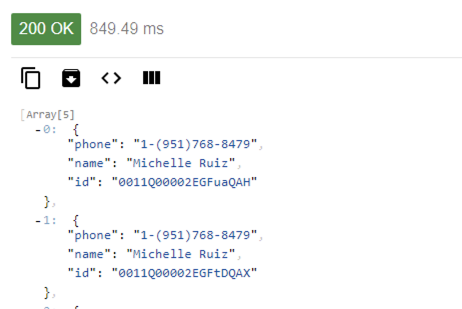 200 OK 849.49 ms
[Array[5]
-0: {
"phone": "1-(951)768-8479",
"name": "Michelle Ruiz",
"id": "0011Q00002EGFuaQAH"
},
-1: {
"phone": "1-(951)768-8479",
"name": "Michelle Ruiz",
"id": "0011Q00002EGFtDQAX"
},